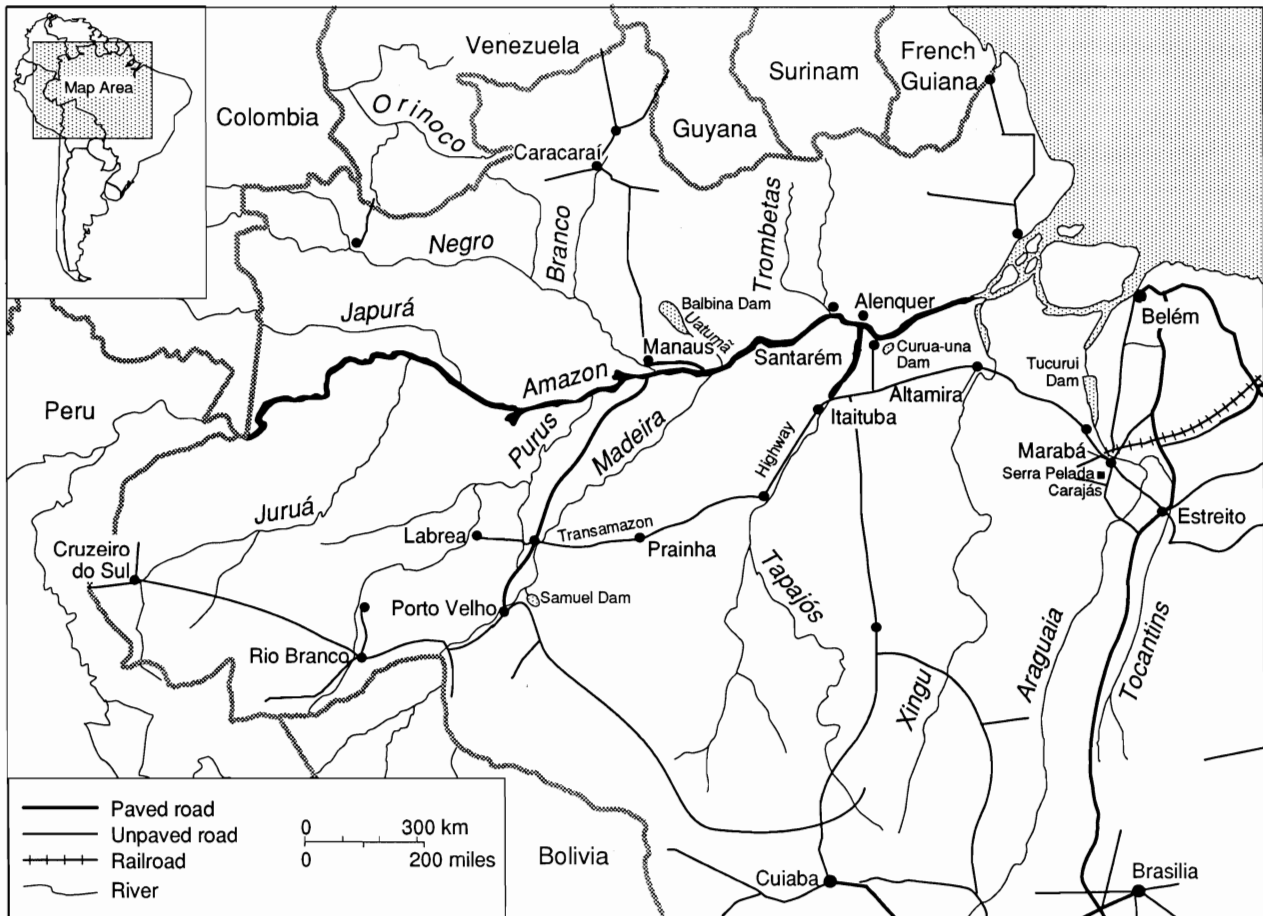 Map Area
Venezuela
Surinam
French
Guiana
Colombia
Orinoco
Guyana
Caracaraí
Trombetas
Negro
Branco
Japurá
Balbina Dam
Uatumã
Alenquer
Belém
Manaus
Santarém
Curua-una
Dam
Tucurui
Dam
Amazon
Altamira
Peru
Itaituba
Purus
Madeira
Highway
Marabá
Serra Pelada
Carajás
Juruá
Labrea
Transamazon
Prainha
Estreito
Cruzeiro
do Sul
Tapajós
Porto Velho
Samuel Dam
Rio Branco
Xingu
Araguaia
Tocantins
Paved road
Unpaved road
Railroad
River
0 300 km
0 200 miles
Bolivia
Cuiaba
Brasilia